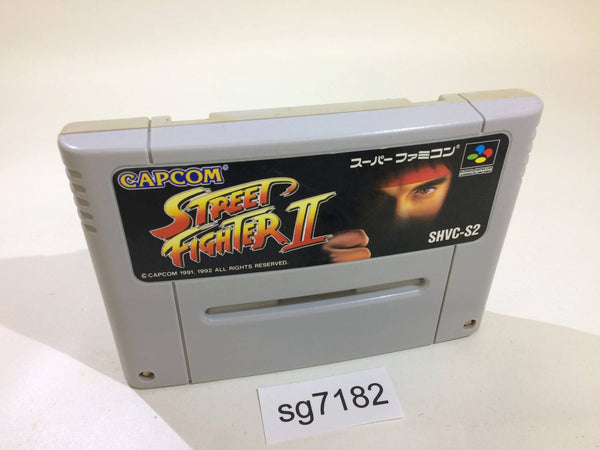 CAPCOM®
STREET
FIGHTER II
スーパーファミコン®
SHVC-S2
© CAPCOM 1991, 1992 ALL RIGHTS RESERVED.
sg7182